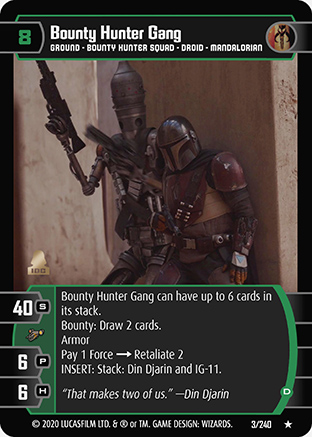 8
Bounty Hunter Gang
GROUND - BOUNTY HUNTER SQUAD - DROID - MANDALORIAN
IDC
40 S
6 P
6 H
Bounty Hunter Gang can have up to 6 cards in
its stack.
Bounty: Draw 2 cards.
Armor
Pay 1 Force → Retaliate 2
INSERT: Stack: Din Djarin and IG-11.
“That makes two of us.” —Din Djarin
D
© 2020 LUCASFILM LTD. & ® or TM. GAME DESIGN: WIZARDS.
3/240 ★